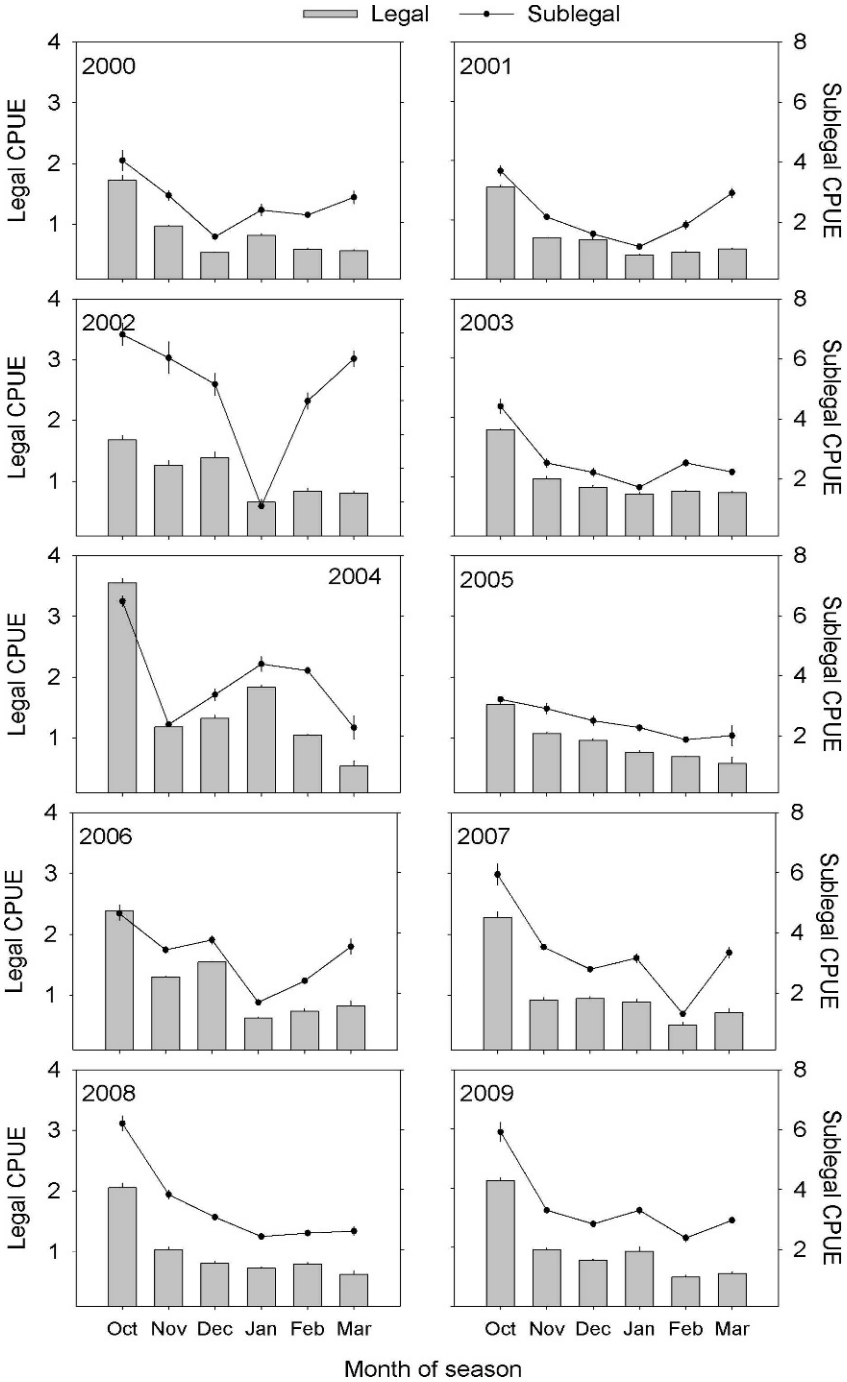 Legal Sublegal
4 3 2 1 Legal CPUE 2000
2001 8 6 4 2 Sublegal CPUE
4 3 2 1 Legal CPUE 2002
2003 8 6 4 2 Sublegal CPUE
4 3 2 1 Legal CPUE 2004
2005 8 6 4 2 Sublegal CPUE
4 3 2 1 Legal CPUE 2006
2007 8 6 4 2 Sublegal CPUE
4 3 2 1 Legal CPUE 2008
2009 8 6 4 2 Sublegal CPUE
Oct Nov Dec Jan Feb Mar Oct Nov Dec Jan Feb Mar
Month of season